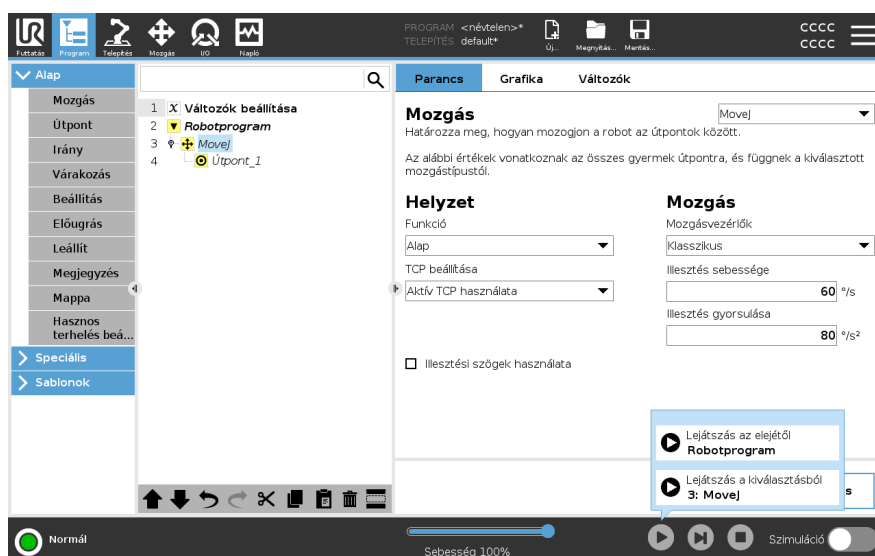 PROGRAM <névtelen>*
TELEPÍTÉS default*
CCCC
CCCC
Futtatás
Program
Telepítés
Mozgás
I/O
Napló
Új...
Megnyitás...
Mentés...
Alap
Mozgás
Útpont
Irány
Várakozás
Beállítás
Előugrás
Leállít
Megjegyzés
Mappa
Hasznos
terhelés beá...
Speciális
Sablonok
1 X Változók beállítása
2 Robotprogram
3 MoveJ
4 Útpont_1
Parancs
Grafika
Változók
Mozgás
MoveJ
Határozza meg, hogyan mozogjon a robot az útpontok között.
Az alábbi értékek vonatkoznak az összes gyermek útpontra, és függnek a kiválasztott
mozgástípustól.
Helyzet
Funkció
Alap
TCP beállítása
Aktív TCP használata
Illesztési szögek használata
Mozgás
Mozgásvezérlők
Klasszikus
Illesztés sebessége
60 °/s
Illesztés gyorsulása
80 °/s²
Lejátszás az elejétől
Robotprogram
Lejátszás a kiválasztásból
3: MoveJ
s
Normál
Sebesség 100%
Szimuláció